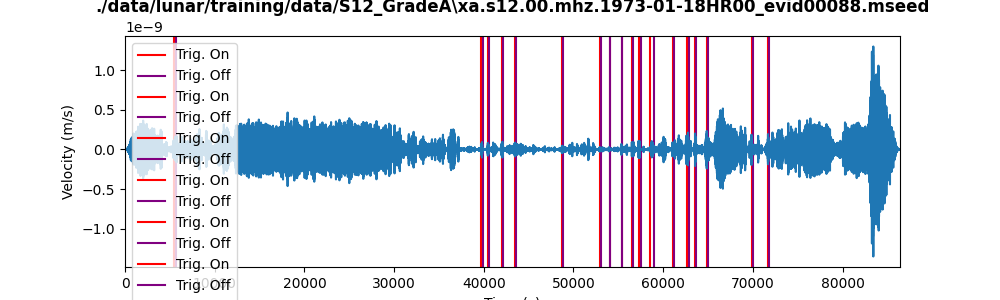 ./data/lunar/training/data/S12_GradeA\xa.s12.00.mhz.1973-01-18HR00_evid00088.mseed
1e−9
1.0
0.5
0.0
−0.5
−1.0
Velocity (m/s)
Trig. On
Trig. Off
Trig. On
Trig. Off
Trig. On
Trig. Off
Trig. On
Trig. Off
Trig. On
Trig. Off
Trig. On
Trig. Off
0 10000 20000 30000 40000 50000 60000 70000 80000